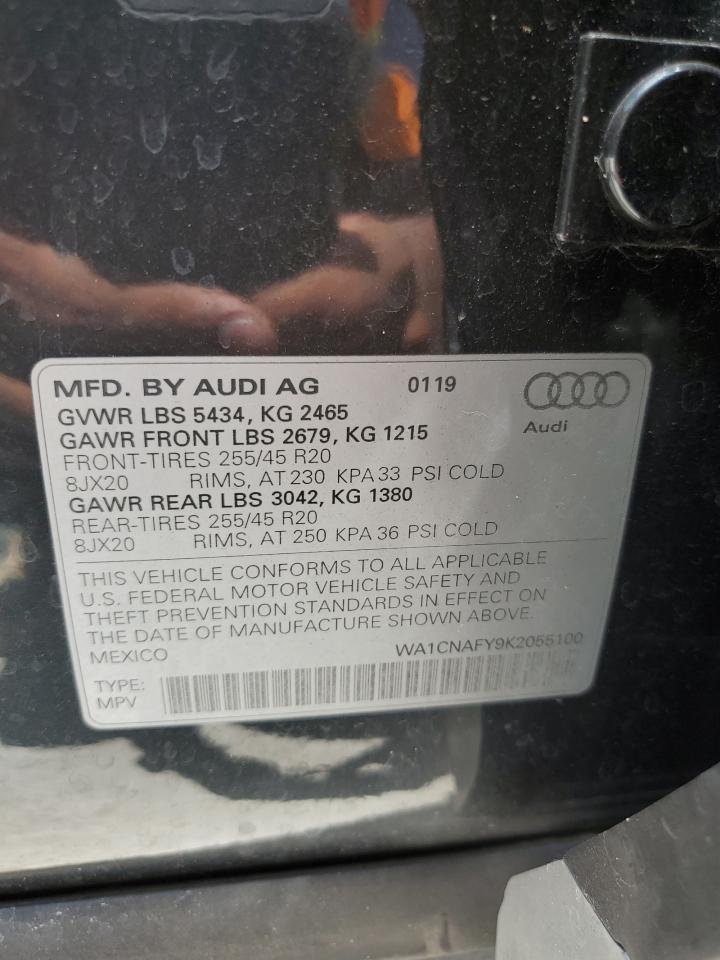 MFD. BY AUDI AG 0119
GVWR LBS 5434, KG 2465
GAWR FRONT LBS 2679, KG 1215
Audi
FRONT-TIRES 255/45 R20
8JX20 RIMS, AT 230 KPA 33 PSI COLD
GAWR REAR LBS 3042, KG 1380
REAR-TIRES 255/45 R20
8JX20 RIMS, AT 250 KPA 36 PSI COLD
THIS VEHICLE CONFORMS TO ALL APPLICABLE
U.S. FEDERAL MOTOR VEHICLE SAFETY AND
THEFT PREVENTION STANDARDS IN EFFECT ON
THE DATE OF MANUFACTURE SHOWN ABOVE.
MEXICO WA1CNAFY9K2055100
TYPE:
MPV